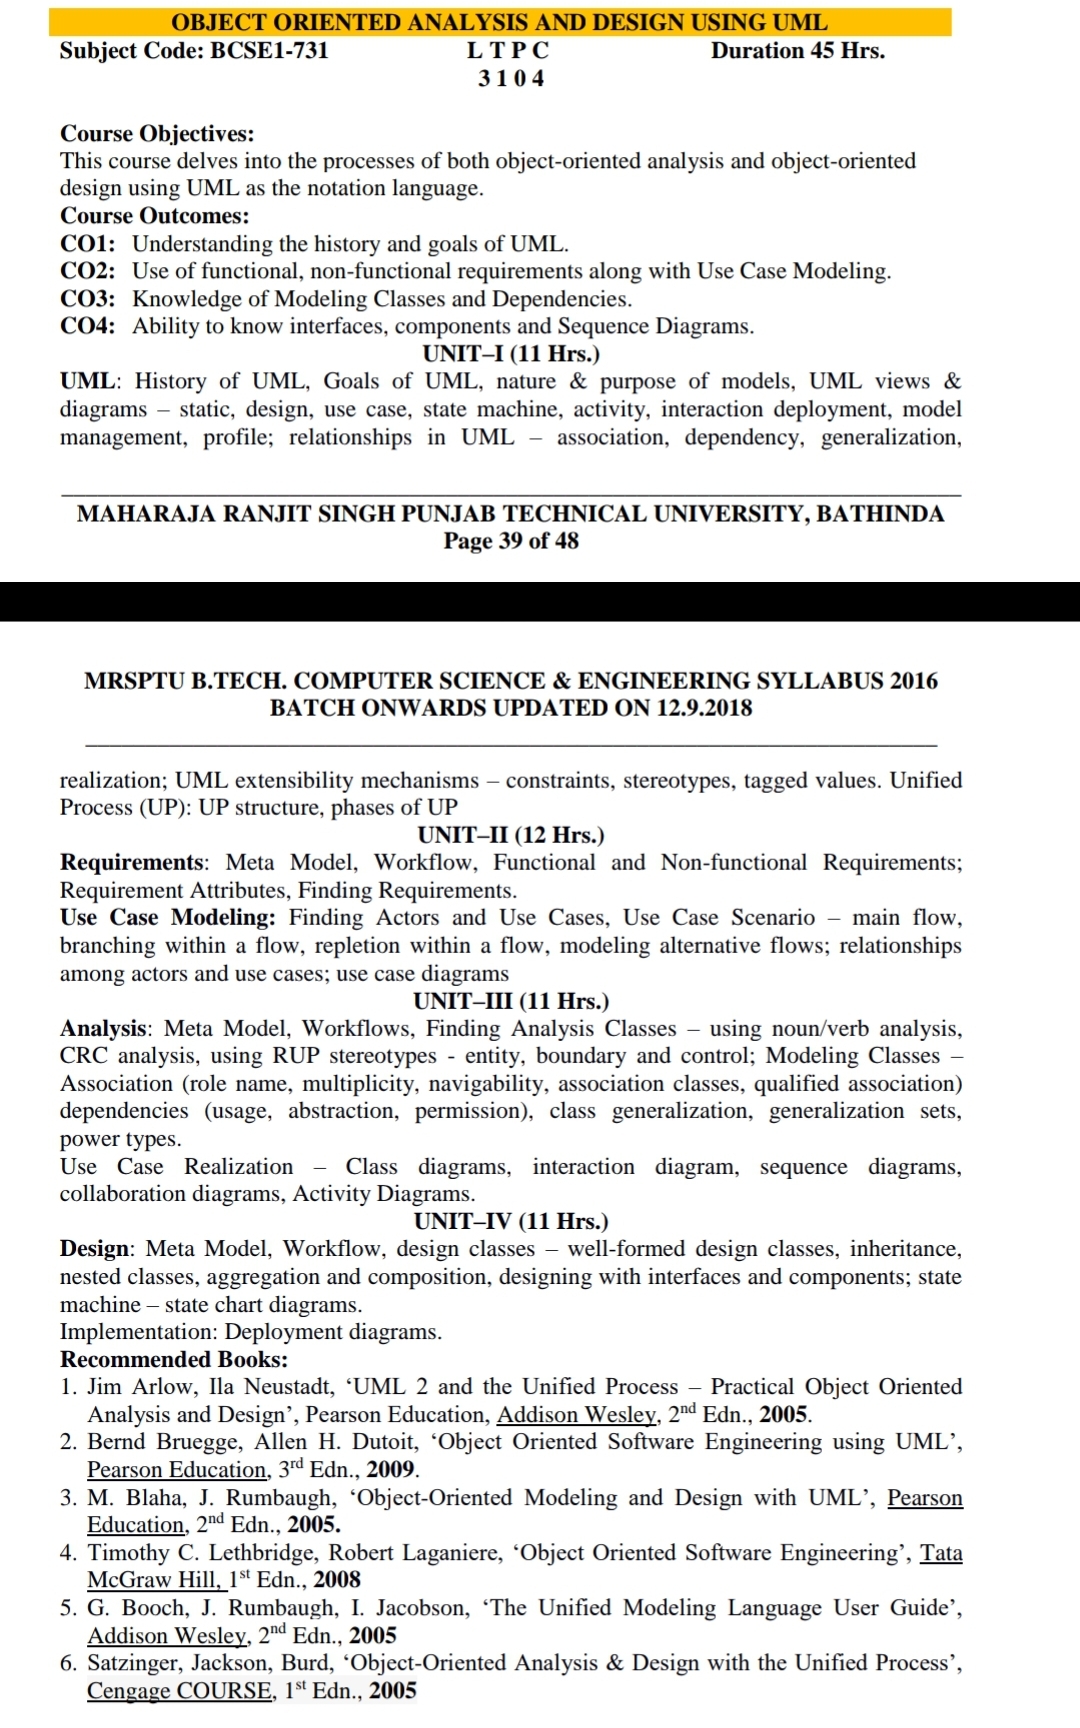 OBJECT ORIENTED ANALYSIS AND DESIGN USING UML
Subject Code: BCSE1-731 L T P C Duration 45 Hrs.
3 1 0 4
Course Objectives:
This course delves into the processes of both object-oriented analysis and object-oriented
design using UML as the notation language.
Course Outcomes:
CO1: Understanding the history and goals of UML.
CO2: Use of functional, non-functional requirements along with Use Case Modeling.
CO3: Knowledge of Modeling Classes and Dependencies.
CO4: Ability to know interfaces, components and Sequence Diagrams.
UNIT–I (11 Hrs.)
UML: History of UML, Goals of UML, nature & purpose of models, UML views &
diagrams – static, design, use case, state machine, activity, interaction deployment, model
management, profile; relationships in UML – association, dependency, generalization,
MAHARAJA RANJIT SINGH PUNJAB TECHNICAL UNIVERSITY, BATHINDA
Page 39 of 48
MRSPTU B.TECH. COMPUTER SCIENCE & ENGINEERING SYLLABUS 2016
BATCH ONWARDS UPDATED ON 12.9.2018
realization; UML extensibility mechanisms – constraints, stereotypes, tagged values. Unified
Process (UP): UP structure, phases of UP
UNIT–II (12 Hrs.)
Requirements: Meta Model, Workflow, Functional and Non-functional Requirements;
Requirement Attributes, Finding Requirements.
Use Case Modeling: Finding Actors and Use Cases, Use Case Scenario – main flow,
branching within a flow, repletion within a flow, modeling alternative flows; relationships
among actors and use cases; use case diagrams
UNIT–III (11 Hrs.)
Analysis: Meta Model, Workflows, Finding Analysis Classes – using noun/verb analysis,
CRC analysis, using RUP stereotypes - entity, boundary and control; Modeling Classes –
Association (role name, multiplicity, navigability, association classes, qualified association)
dependencies (usage, abstraction, permission), class generalization, generalization sets,
power types.
Use Case Realization – Class diagrams, interaction diagram, sequence diagrams,
collaboration diagrams, Activity Diagrams.
UNIT–IV (11 Hrs.)
Design: Meta Model, Workflow, design classes – well-formed design classes, inheritance,
nested classes, aggregation and composition, designing with interfaces and components; state
machine – state chart diagrams.
Implementation: Deployment diagrams.
Recommended Books:
1. Jim Arlow, Ila Neustadt, ‘UML 2 and the Unified Process – Practical Object Oriented
Analysis and Design’, Pearson Education, Addison Wesley, 2nd Edn., 2005.
2. Bernd Bruegge, Allen H. Dutoit, ‘Object Oriented Software Engineering using UML’,
Pearson Education, 3rd Edn., 2009.
3. M. Blaha, J. Rumbaugh, ‘Object-Oriented Modeling and Design with UML’, Pearson
Education, 2nd Edn., 2005.
4. Timothy C. Lethbridge, Robert Laganiere, ‘Object Oriented Software Engineering’, Tata
McGraw Hill, 1st Edn., 2008
5. G. Booch, J. Rumbaugh, I. Jacobson, ‘The Unified Modeling Language User Guide’,
Addison Wesley, 2nd Edn., 2005
6. Satzinger, Jackson, Burd, ‘Object-Oriented Analysis & Design with the Unified Process’,
Cengage COURSE, 1st Edn., 2005